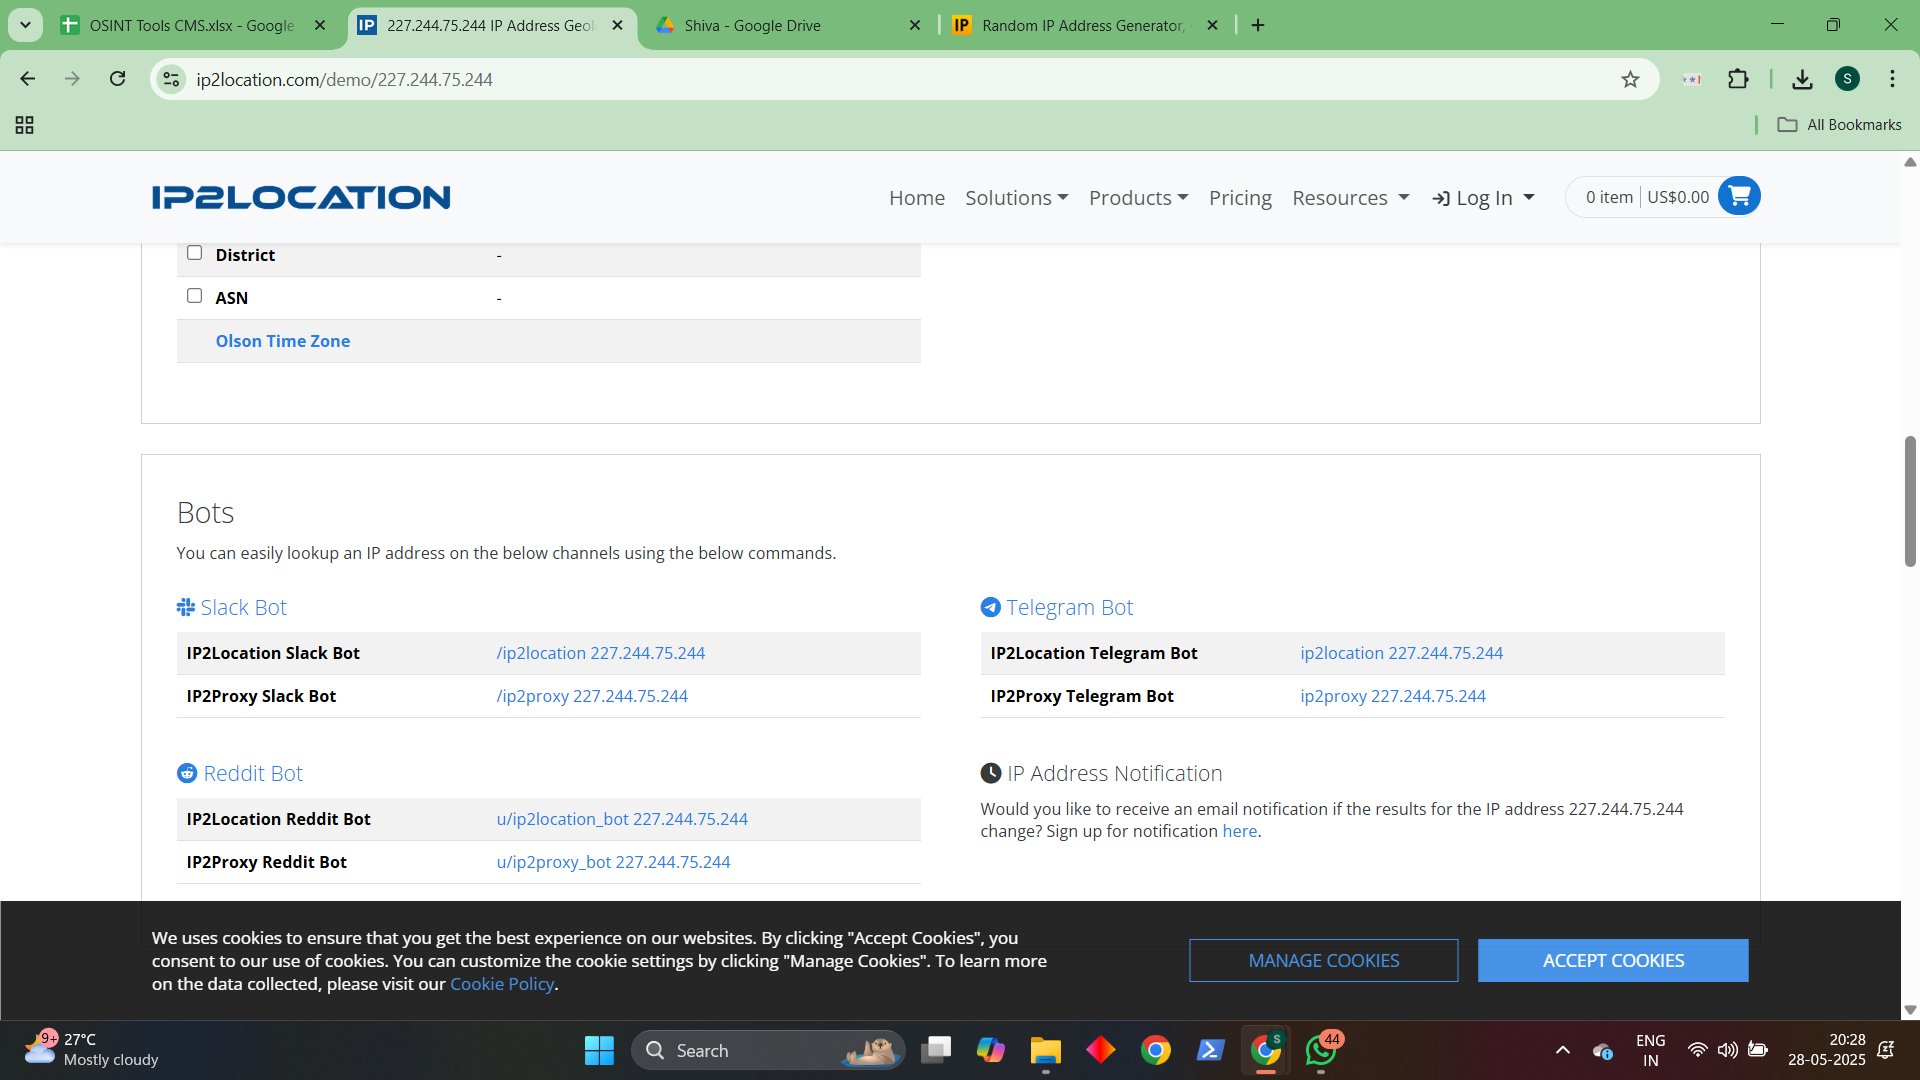 OSINT Tools CMS.xlsx - Google
IP 227.244.75.244 IP Address Geol
Shiva - Google Drive
IP Random IP Address Generator,
ip2location.com/demo/227.244.75.244
S
All Bookmarks
IP2LOCATION
Home Solutions Products Pricing Resources Log In
0 item US$0.00
District -
ASN -
Olson Time Zone
Bots
You can easily lookup an IP address on the below channels using the below commands.
Slack Bot
IP2Location Slack Bot /ip2location 227.244.75.244
IP2Proxy Slack Bot /ip2proxy 227.244.75.244
Telegram Bot
IP2Location Telegram Bot ip2location 227.244.75.244
IP2Proxy Telegram Bot ip2proxy 227.244.75.244
Reddit Bot
IP2Location Reddit Bot u/ip2location_bot 227.244.75.244
IP2Proxy Reddit Bot u/ip2proxy_bot 227.244.75.244
IP Address Notification
Would you like to receive an email notification if the results for the IP address 227.244.75.244
change? Sign up for notification here.
We uses cookies to ensure that you get the best experience on our websites. By clicking "Accept Cookies", you
consent to our use of cookies. You can customize the cookie settings by clicking "Manage Cookies". To learn more
on the data collected, please visit our Cookie Policy.
MANAGE COOKIES
ACCEPT COOKIES
9+
27°C
Mostly cloudy
Search
S
44
ENG
IN
20:28
28-05-2025